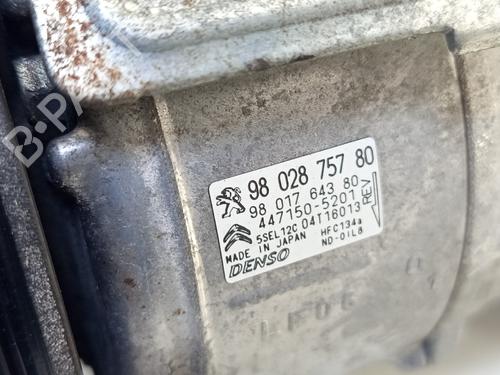 98 028 757 80
98 017 643 80
447150-5201
5SEL12C 04T16013
REV
MADE IN JAPAN
HFC134a
ND-OIL8
DENSO
B-PARTS